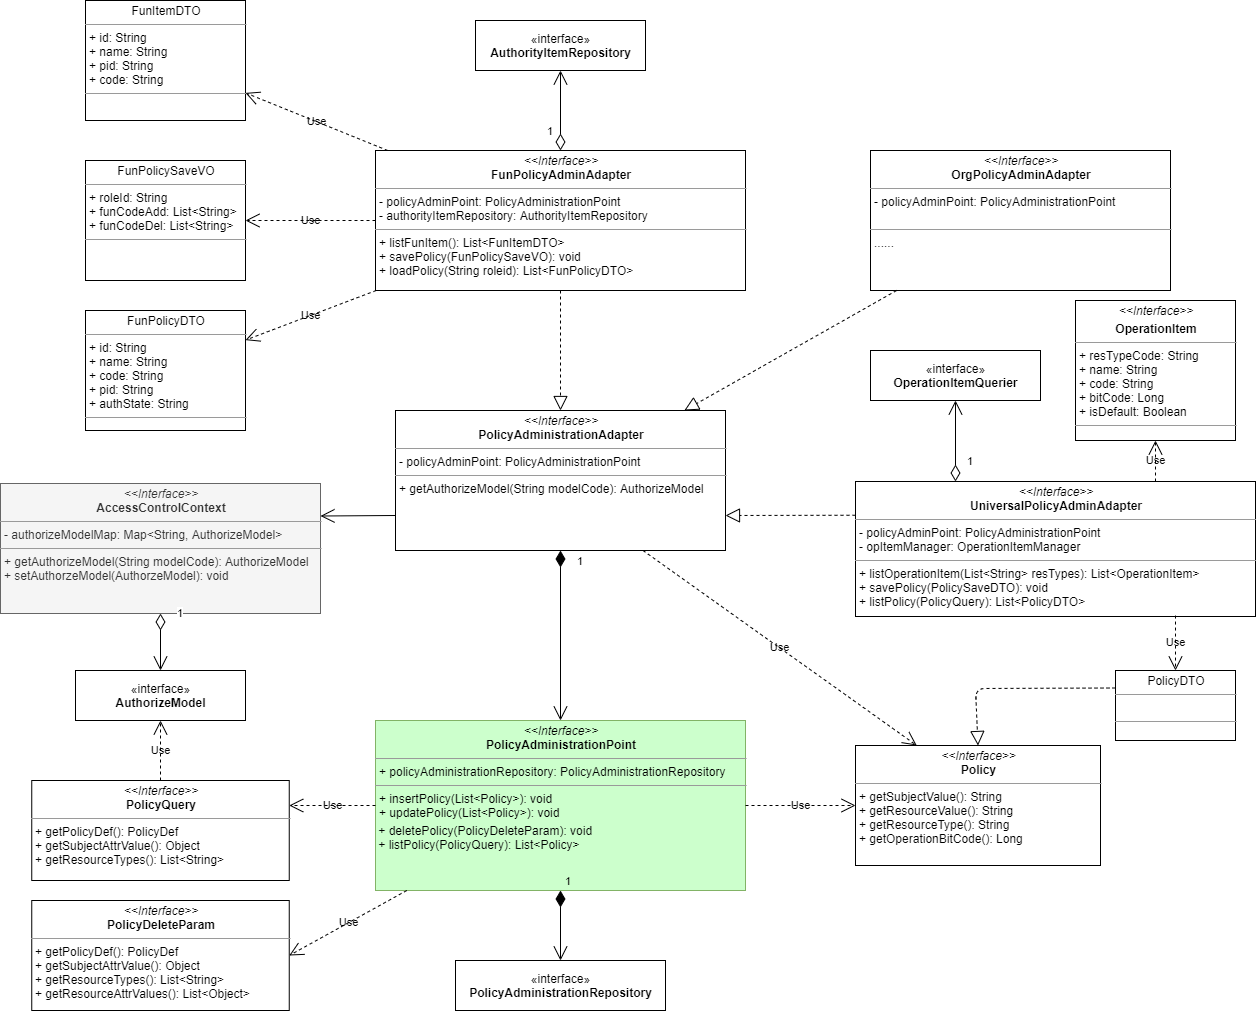 FunItemDTO
+ id: String
+ name: String
+ pid: String
+ code: String
Use
«interface»
AuthorityItemRepository
1
FunPolicySaveVO
+ roleId: String
+ funCodeAdd: List<String>
+ funCodeDel: List<String>
Use
<<Interface>>
FunPolicyAdminAdapter
- policyAdminPoint: PolicyAdministrationPoint
- authorityItemRepository: AuthorityItemRepository
+ listFunItem(): List<FunItemDTO>
+ savePolicy(FunPolicySaveVO): void
+ loadPolicy(String roleid): List<FunPolicyDTO>
<<Interface>>
OrgPolicyAdminAdapter
- policyAdminPoint: PolicyAdministrationPoint
......
FunPolicyDTO
+ id: String
+ name: String
+ code: String
+ pid: String
+ authState: String
Use
<<Interface>>
OperationItem
+ resTypeCode: String
+ name: String
+ code: String
+ bitCode: Long
+ isDefault: Boolean
Use
«interface»
OperationItemQuerier
1
<<Interface>>
PolicyAdministrationAdapter
- policyAdminPoint: PolicyAdministrationPoint
+ getAuthorizeModel(String modelCode): AuthorizeModel
1
<<Interface>>
AccessControlContext
- authorizeModelMap: Map<String, AuthorizeModel>
+ getAuthorizeModel(String modelCode): AuthorizeModel
+ setAuthorzeModel(AuthorzeModel): void
1
<<Interface>>
UniversalPolicyAdminAdapter
- policyAdminPoint: PolicyAdministrationPoint
- opItemManager: OperationItemManager
+ listOperationItem(List<String> resTypes): List<OperationItem>
+ savePolicy(PolicySaveDTO): void
+ listPolicy(PolicyQuery): List<PolicyDTO>
Use
Use
PolicyDTO
«interface»
AuthorizeModel
Use
<<Interface>>
PolicyAdministrationPoint
+ policyAdministrationRepository: PolicyAdministrationRepository
+ insertPolicy(List<Policy>): void
+ updatePolicy(List<Policy>): void
+ deletePolicy(PolicyDeleteParam): void
+ listPolicy(PolicyQuery): List<Policy>
1
Use
Use
<<Interface>>
Policy
+ getSubjectValue(): String
+ getResourceValue(): String
+ getResourceType(): String
+ getOperationBitCode(): Long
<<Interface>>
PolicyQuery
+ getPolicyDef(): PolicyDef
+ getSubjectAttrValue(): Object
+ getResourceTypes(): List<String>
<<Interface>>
PolicyDeleteParam
+ getPolicyDef(): PolicyDef
+ getSubjectAttrValue(): Object
+ getResourceTypes(): List<String>
+ getResourceAttrValues(): List<Object>
Use
«interface»
PolicyAdministrationRepository